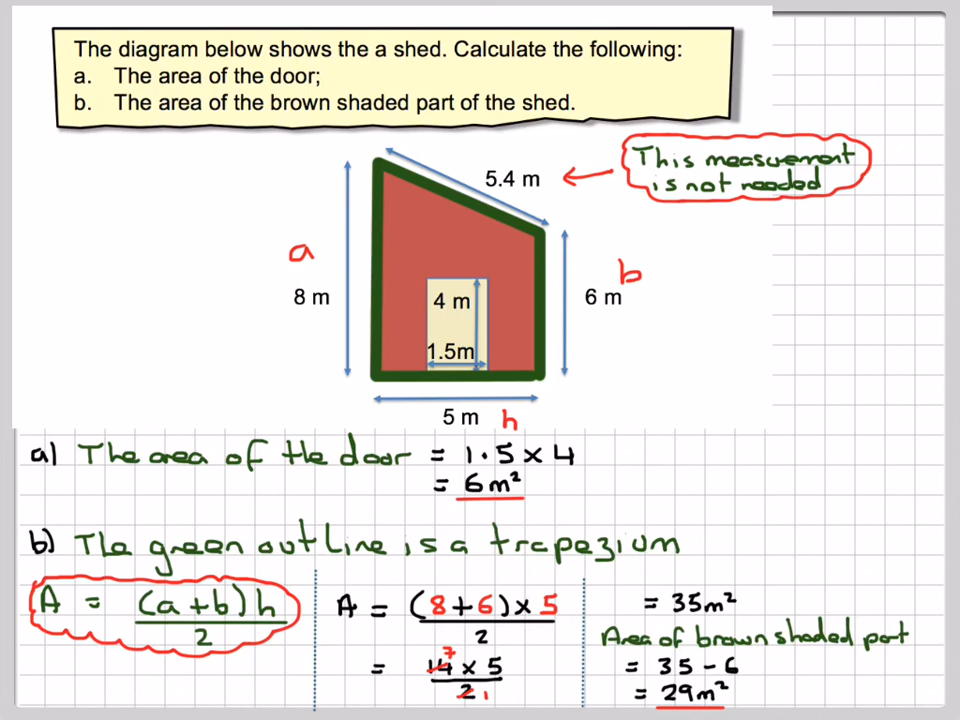 The diagram below shows the a shed. Calculate the following:
a. The area of the door;
b. The area of the brown shaded part of the shed.
This measurement
is not needed
5.4 m
a
8 m
b
6 m
4 m
1.5m
5 m h
a) The area of the door = 1.5 x 4
= 6m²
b) The green outline is a trapezium
A = (a+b)h
2
A = (8+6)x5
2
= 14 7 x 5
2 1
= 35m²
Area of brown shaded part
= 35 - 6
= 29m²